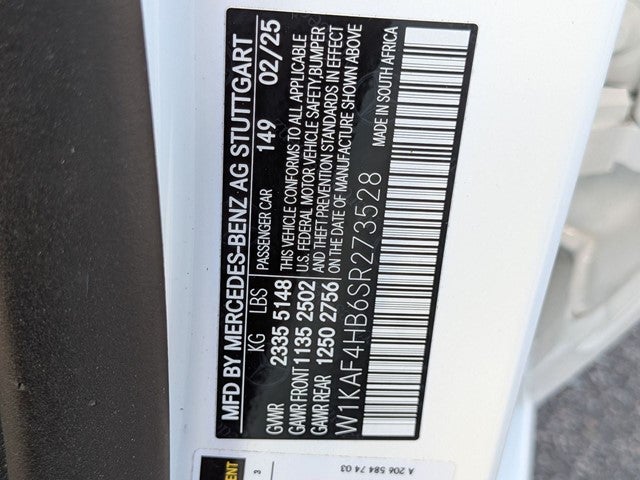 MFD BY MERCEDES-BENZ AG STUTTGART
KG LBS PASSENGER CAR 149 02/25
GVWR 2335 5148 THIS VEHICLE CONFORMS TO ALL APPLICABLE
GAWR FRONT 1135 2502 U.S. FEDERAL MOTOR VEHICLE SAFETY, BUMPER
GAWR REAR 1250 2756 AND THEFT PREVENTION STANDARDS IN EFFECT
ON THE DATE OF MANUFACTURE SHOWN ABOVE
W1KAF4HB6SR273528 MADE IN SOUTH AFRICA
ENT
3
A 206 584 74 03